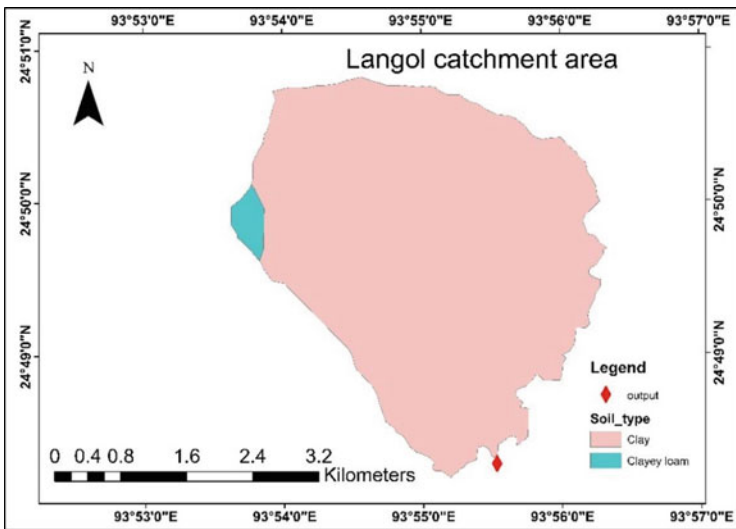 93°53'0"E 93°54'0"E 93°55'0"E 93°56'0"E 93°57'0"E
Langol catchment area
N
24°51'0"N
24°51'0"N
24°50'0"N
24°50'0"N
24°49'0"N
24°49'0"N
Legend
output
Soil_type
Clay
Clayey loam
0 0.4 0.8 1.6 2.4 3.2
Kilometers
93°53'0"E 93°54'0"E 93°55'0"E 93°56'0"E 93°57'0"E